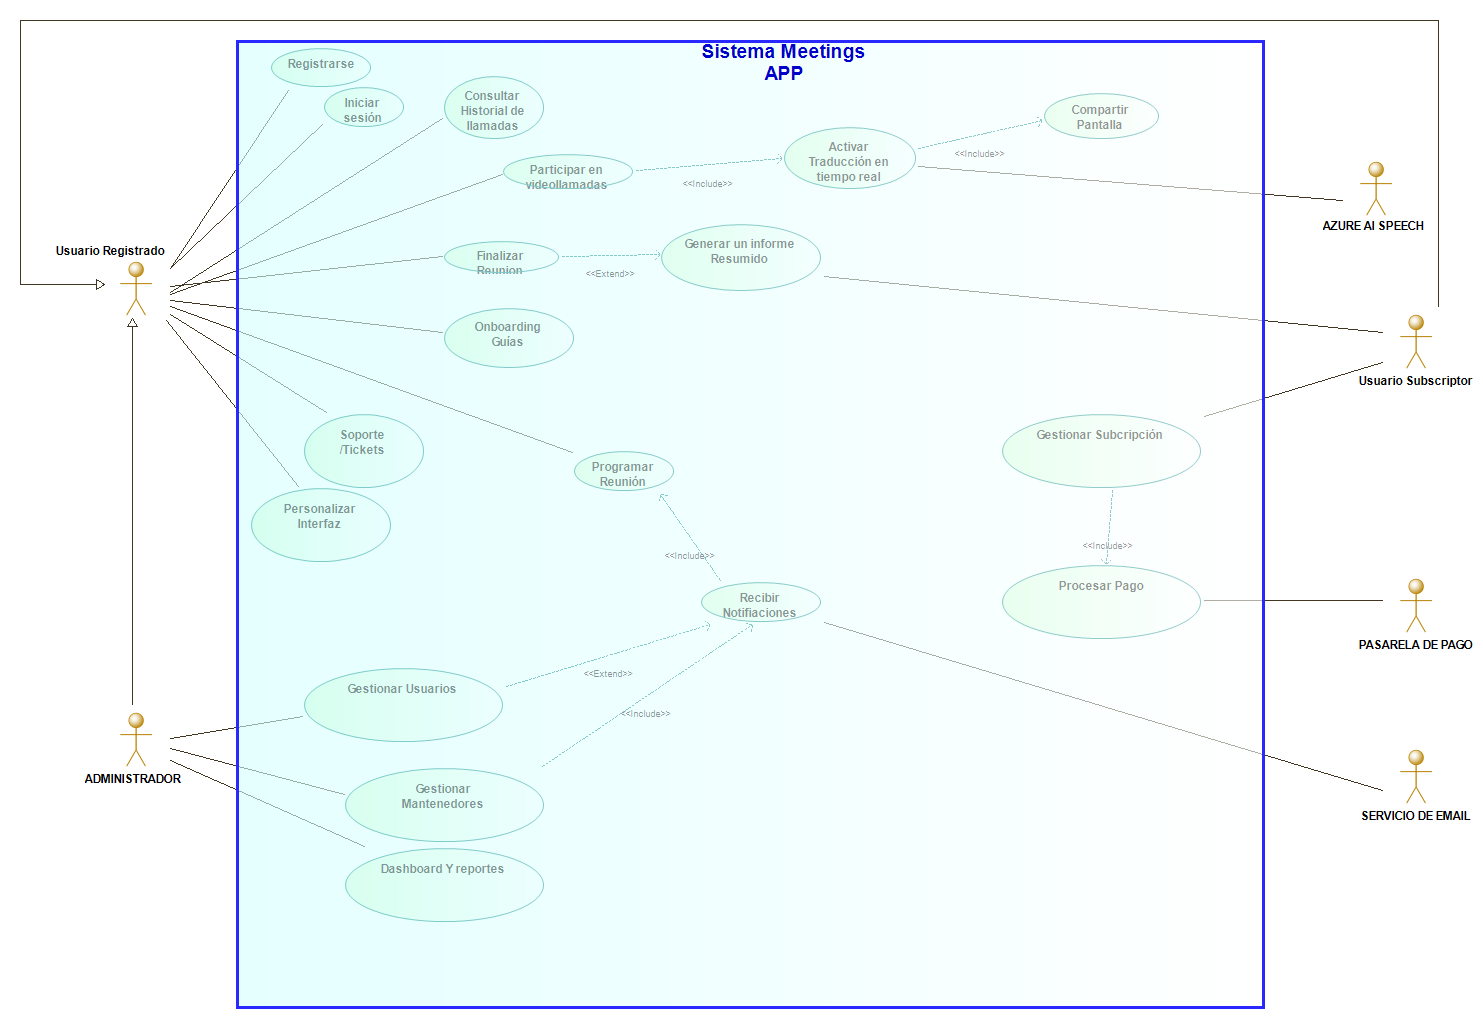 Sistema Meetings
APP
Registrarse
Iniciar
sesión
Consultar
Historial de
llamadas
Compartir
Pantalla
Activar
Traducción en
tiempo real
<<Include>>
Participar en
videollamadas
<<Include>>
AZURE AI SPEECH
Usuario Registrado
Finalizar
Reunion
<<Extend>>
Generar un informe
Resumido
Onboarding
Guías
Usuario Subscriptor
Soporte
/Tickets
Gestionar Subcripción
Programar
Reunión
Personalizar
Interfaz
<<Include>>
<<Include>>
Procesar Pago
Recibir
Notifiaciones
PASARELA DE PAGO
<<Extend>>
Gestionar Usuarios
<<Include>>
ADMINISTRADOR
Gestionar
Mantenedores
SERVICIO DE EMAIL
Dashboard Y reportes